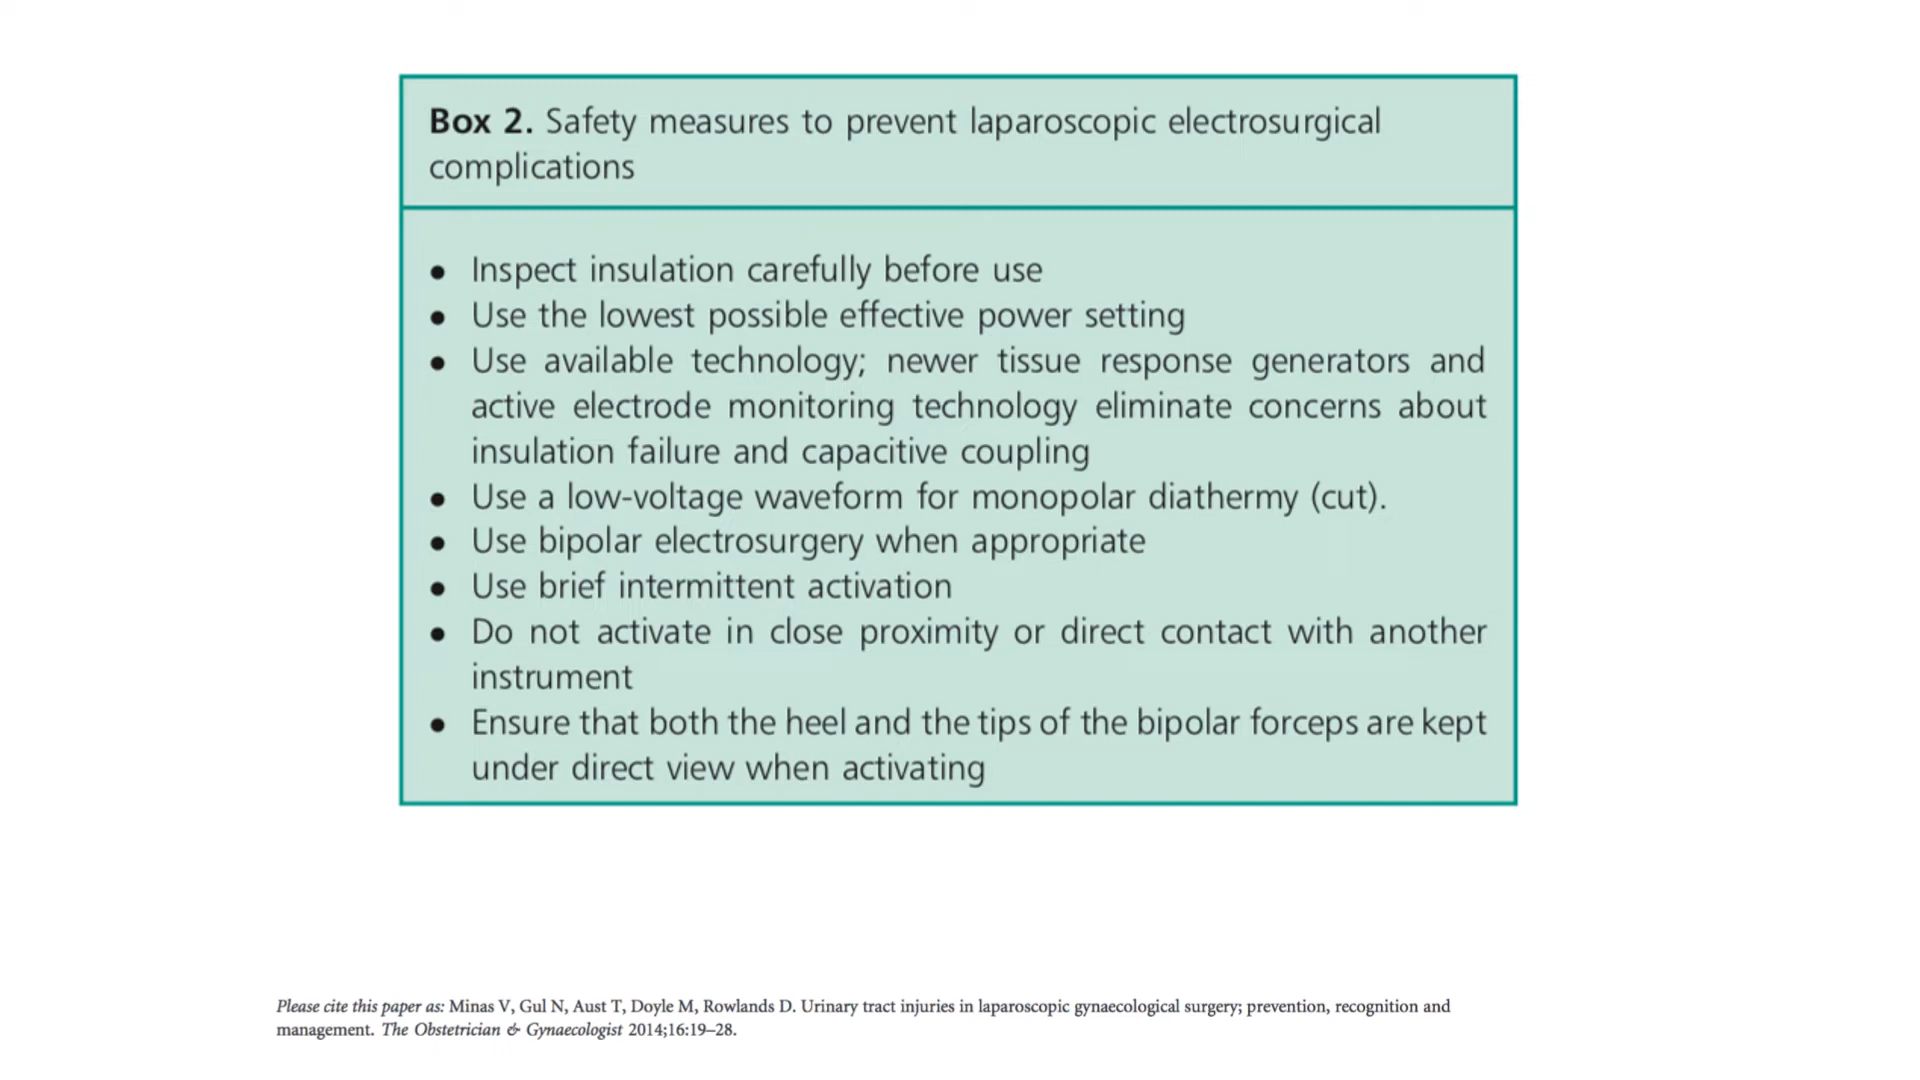 Box 2. Safety measures to prevent laparoscopic electrosurgical
complications
● Inspect insulation carefully before use
● Use the lowest possible effective power setting
● Use available technology; newer tissue response generators and
active electrode monitoring technology eliminate concerns about
insulation failure and capacitive coupling
● Use a low-voltage waveform for monopolar diathermy (cut).
● Use bipolar electrosurgery when appropriate
● Use brief intermittent activation
● Do not activate in close proximity or direct contact with another
instrument
● Ensure that both the heel and the tips of the bipolar forceps are kept
under direct view when activating
Please cite this paper as: Minas V, Gul N, Aust T, Doyle M, Rowlands D. Urinary tract injuries in laparoscopic gynaecological surgery; prevention, recognition and
management. The Obstetrician & Gynaecologist 2014;16:19–28.